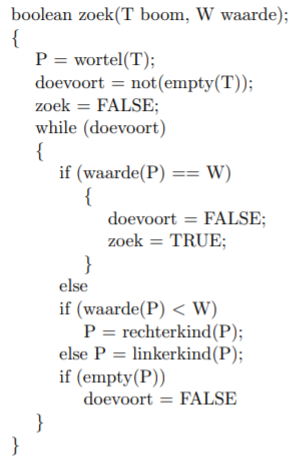 boolean zoek(T boom, W waarde);
{
P = wortel(T);
doevoort = not(empty(T));
zoek = FALSE;
while (doevoort)
{
if (waarde(P) == W)
{
doevoort = FALSE;
zoek = TRUE;
}
else
if (waarde(P) < W)
P = rechterkind(P);
else P = linkerkind(P);
if (empty(P))
doevoort = FALSE
}
}